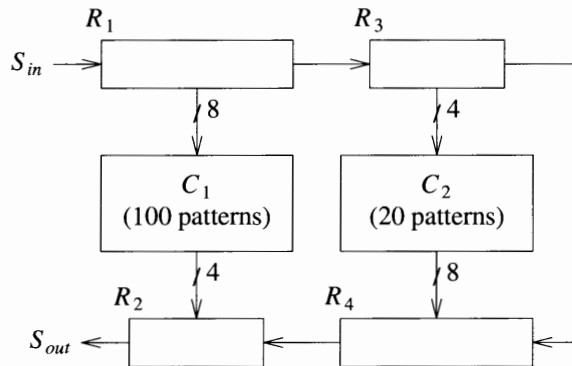 R1
R3
Sin
8
4
C1
(100 patterns)
C2
(20 patterns)
4
8
R2
R4
Sout